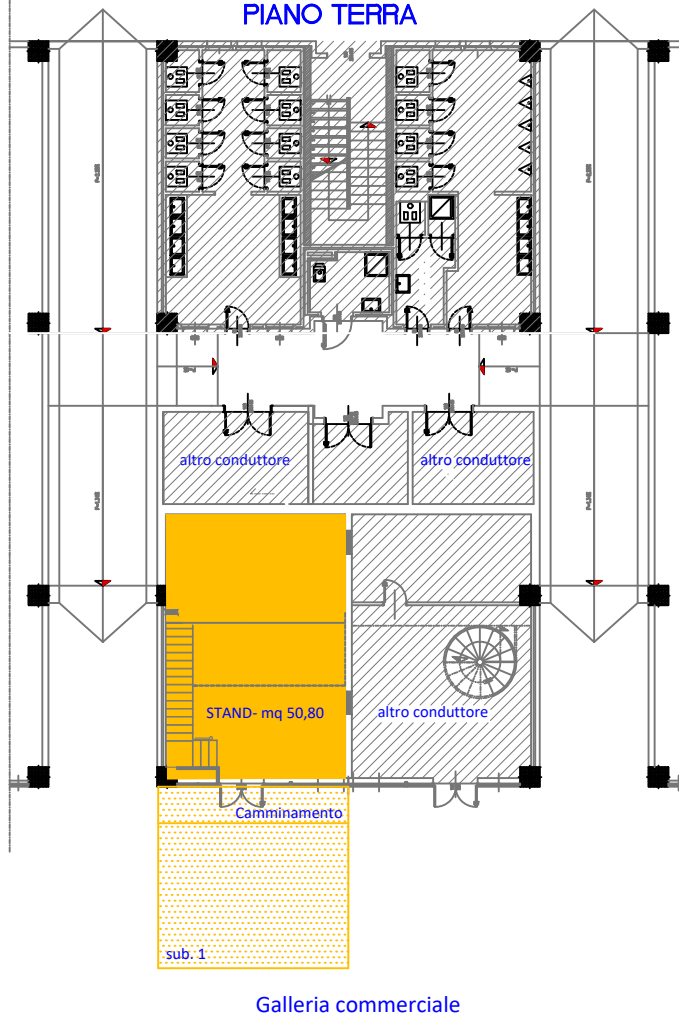 PIANO TERRA
altro conduttore
altro conduttore
STAND- mq 50,80
altro conduttore
Camminamento
sub. 1
Galleria commerciale